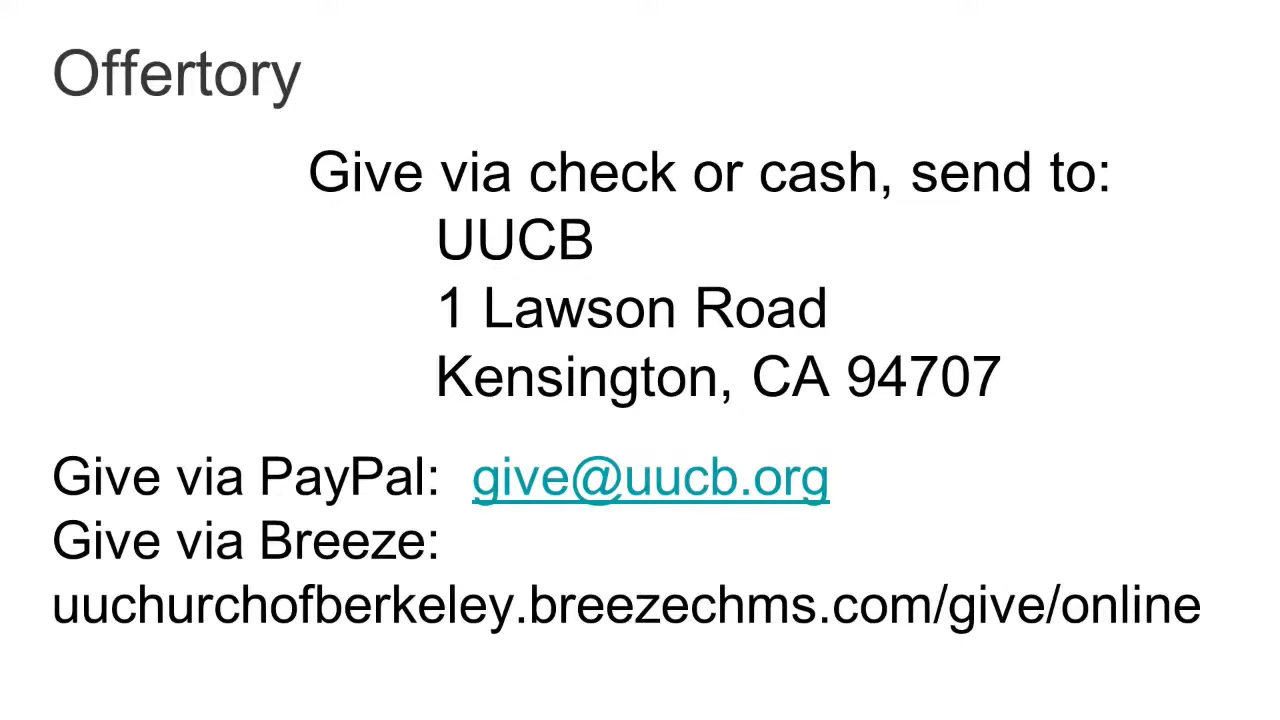 Offertory
Give via check or cash, send to:
UUCB
1 Lawson Road
Kensington, CA 94707
Give via PayPal: give@uucb.org
Give via Breeze:
uuchurchofberkeley.breezechms.com/give/online